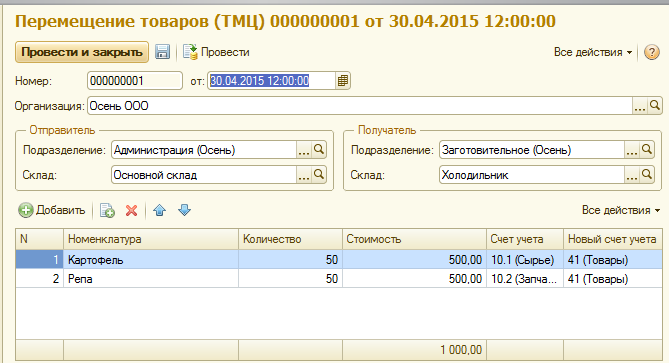 Перемещение товаров (ТМЦ) 000000001 от 30.04.2015 12:00:00
Провести и закрыть Провести Все действия ?
Номер: 000000001 от: 30.04.2015 12:00:00
Организация: Осень ООО ...
Отправитель Получатель
Подразделение: Администрация (Осень) ... Подразделение: Заготовительное (Осень) ...
Склад: Основной склад ... Склад: Холодильник ...
Добавить Все действия
N Номенклатура Количество Стоимость Счет учета Новый счет учета
1 Картофель 50 500,00 10.1 (Сырье) 41 (Товары)
2 Репа 50 500,00 10.2 (Запча... 41 (Товары)
1 000,00